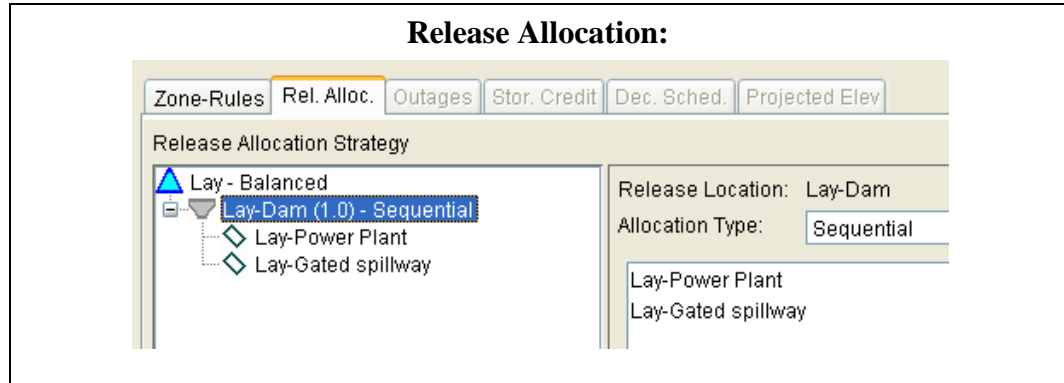 Release Allocation:
Zone-Rules Rel. Alloc. Outages Stor. Credit Dec. Sched. Projected Elev
Release Allocation Strategy
Lay - Balanced
Lay-Dam (1.0) - Sequential
Lay-Power Plant
Lay-Gated spillway
Release Location: Lay-Dam
Allocation Type: Sequential
Lay-Power Plant
Lay-Gated spillway